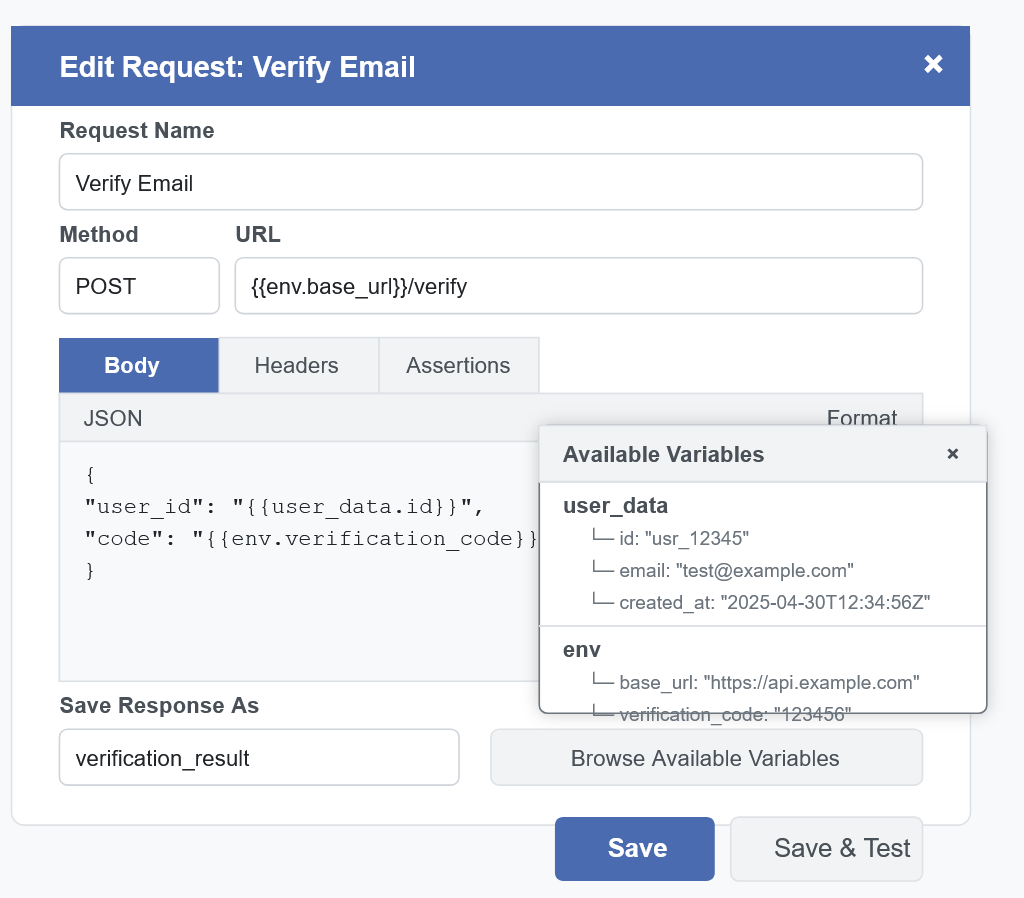 Edit Request: Verify Email ×
Request Name
Verify Email
Method URL
POST {{env.base_url}}/verify
Body Headers Assertions
JSON Format
{
"user_id": "{{user_data.id}}",
"code": "{{env.verification_code}}
}
Available Variables ×
user_data
└─ id: "usr_12345"
└─ email: "test@example.com"
└─ created_at: "2025-04-30T12:34:56Z"
env
└─ base_url: "https://api.example.com"
└─ verification_code: "123456"
Save Response As
verification_result Browse Available Variables
Save Save & Test